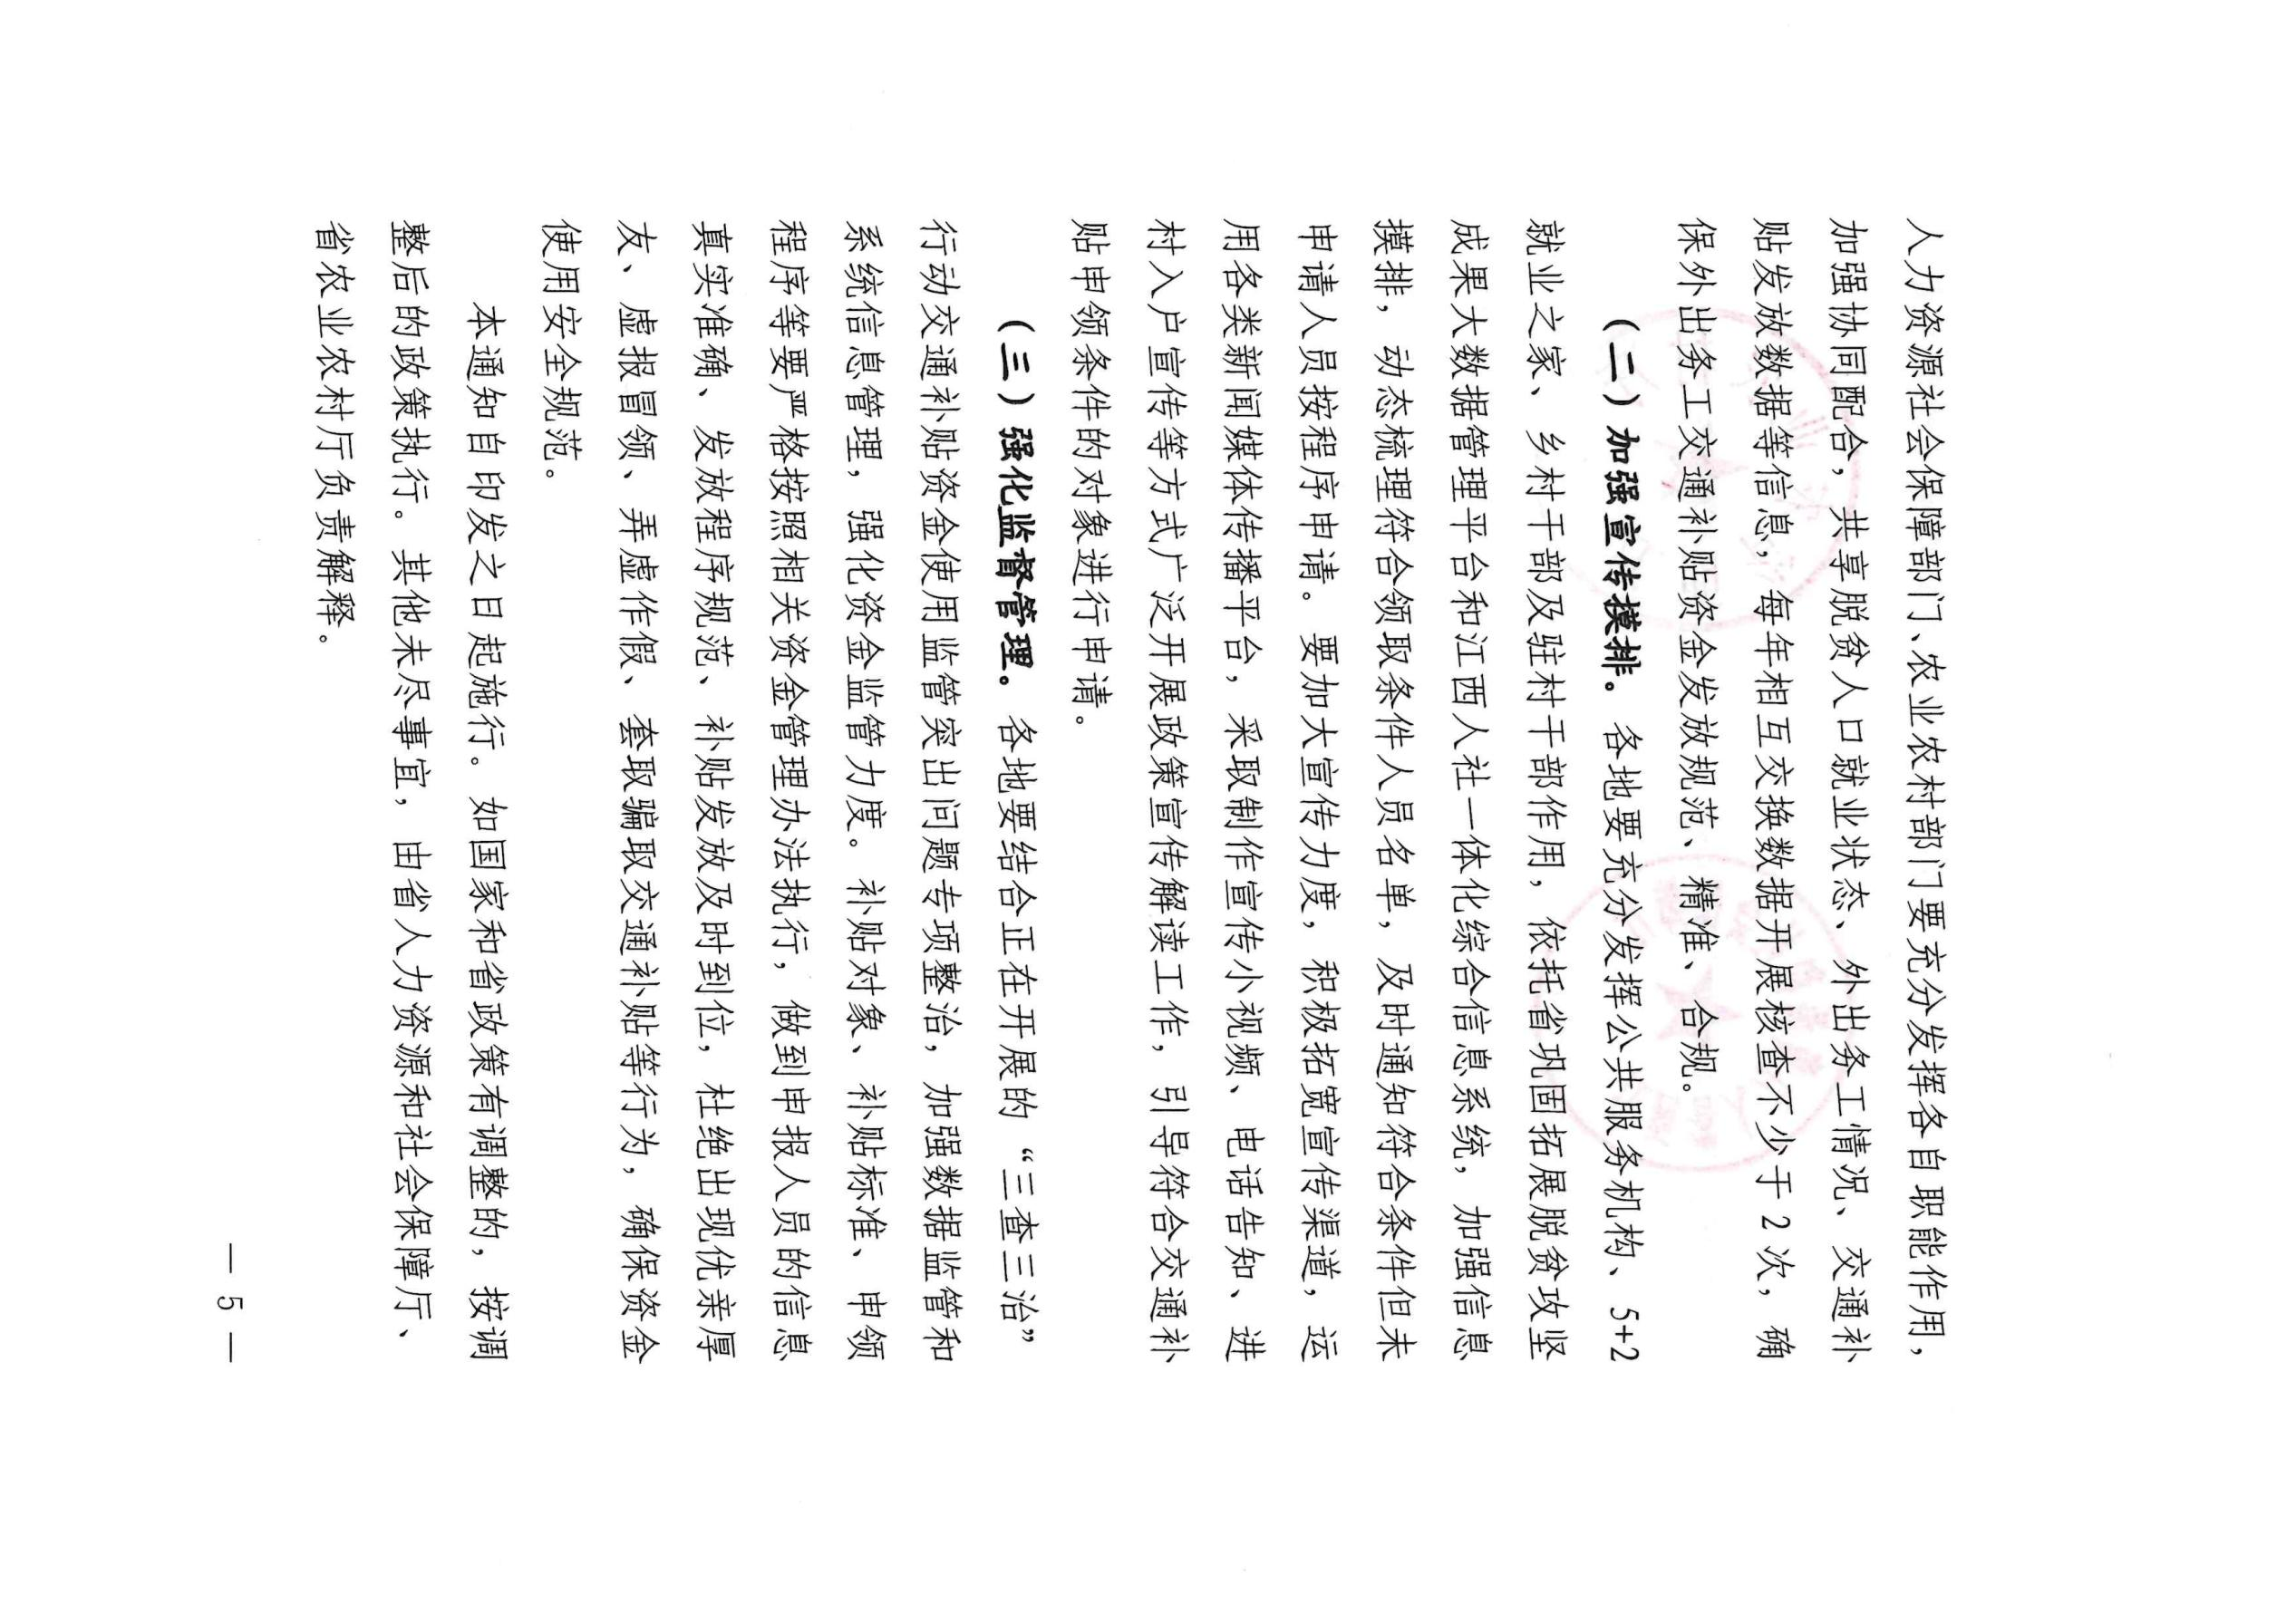 人力资源社会保障部门、农业农村部门要充分发挥各自职能作用，
加强协同配合，共享脱贫人口就业状态、外出务工情况、交通补
贴发放数据等信息，每年相互交换数据开展核查不少于2次，确
保外出务工交通补贴资金发放规范、精准、合规。
（二）加强宣传摸排。各地要充分发挥公共服务机构、5+2
就业之家、乡村干部及驻村干部作用，依托省巩固拓展脱贫攻坚
成果大数据管理平台和江西人社一体化综合信息系统，加强信息
摸排，动态梳理符合领取条件人员名单，及时通知符合条件但未
申请人员按程序申请。要加大宣传力度，积极拓宽宣传渠道，运
用各类新闻媒体传播平台，采取制作宣传小视频、电话告知、进
村入户宣传等方式广泛开展政策宣传解读工作，引导符合交通补
贴申领条件的对象进行申请。
（三）强化监督管理。各地要结合正在开展的“三查三治”
行动交通补贴资金使用监管突出问题专项整治，加强数据监管和
系统信息管理，强化资金监管力度。补贴对象、补贴标准、申领
程序等要严格按照相关资金管理办法执行，做到申报人员的信息
真实准确、发放程序规范、补贴发放及时到位，杜绝出现优亲厚
友、虚报冒领、弄虚作假、套取骗取交通补贴等行为，确保资金
使用安全规范。
本通知自印发之日起施行。如国家和省政策有调整的，按调
整后的政策执行。其他未尽事宜，由省人力资源和社会保障厅、
省农业农村厅负责解释。
— 5 —